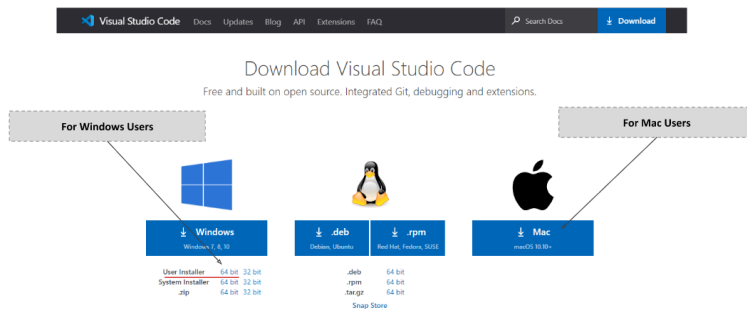 Visual Studio Code Docs Updates Blog API Extensions FAQ Search Docs Download
Download Visual Studio Code
Free and built on open source. Integrated Git, debugging and extensions.
For Windows Users
For Mac Users
Windows
Windows 7, 8, 10
.deb
Debian, Ubuntu
.rpm
Red Hat, Fedora, SUSE
Mac
macOS 10.10+
User Installer 64 bit 32 bit
System Installer 64 bit 32 bit
.zip 64 bit 32 bit
.deb 64 bit
.rpm 64 bit
.tar.gz 64 bit
Snap Store